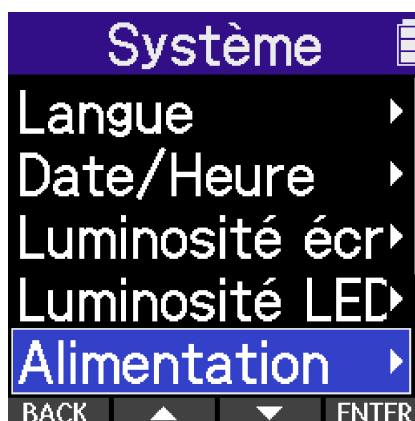 Système
Langue
Date/Heure
Luminosité écr
Luminosité LED
Alimentation
BACK ENTER